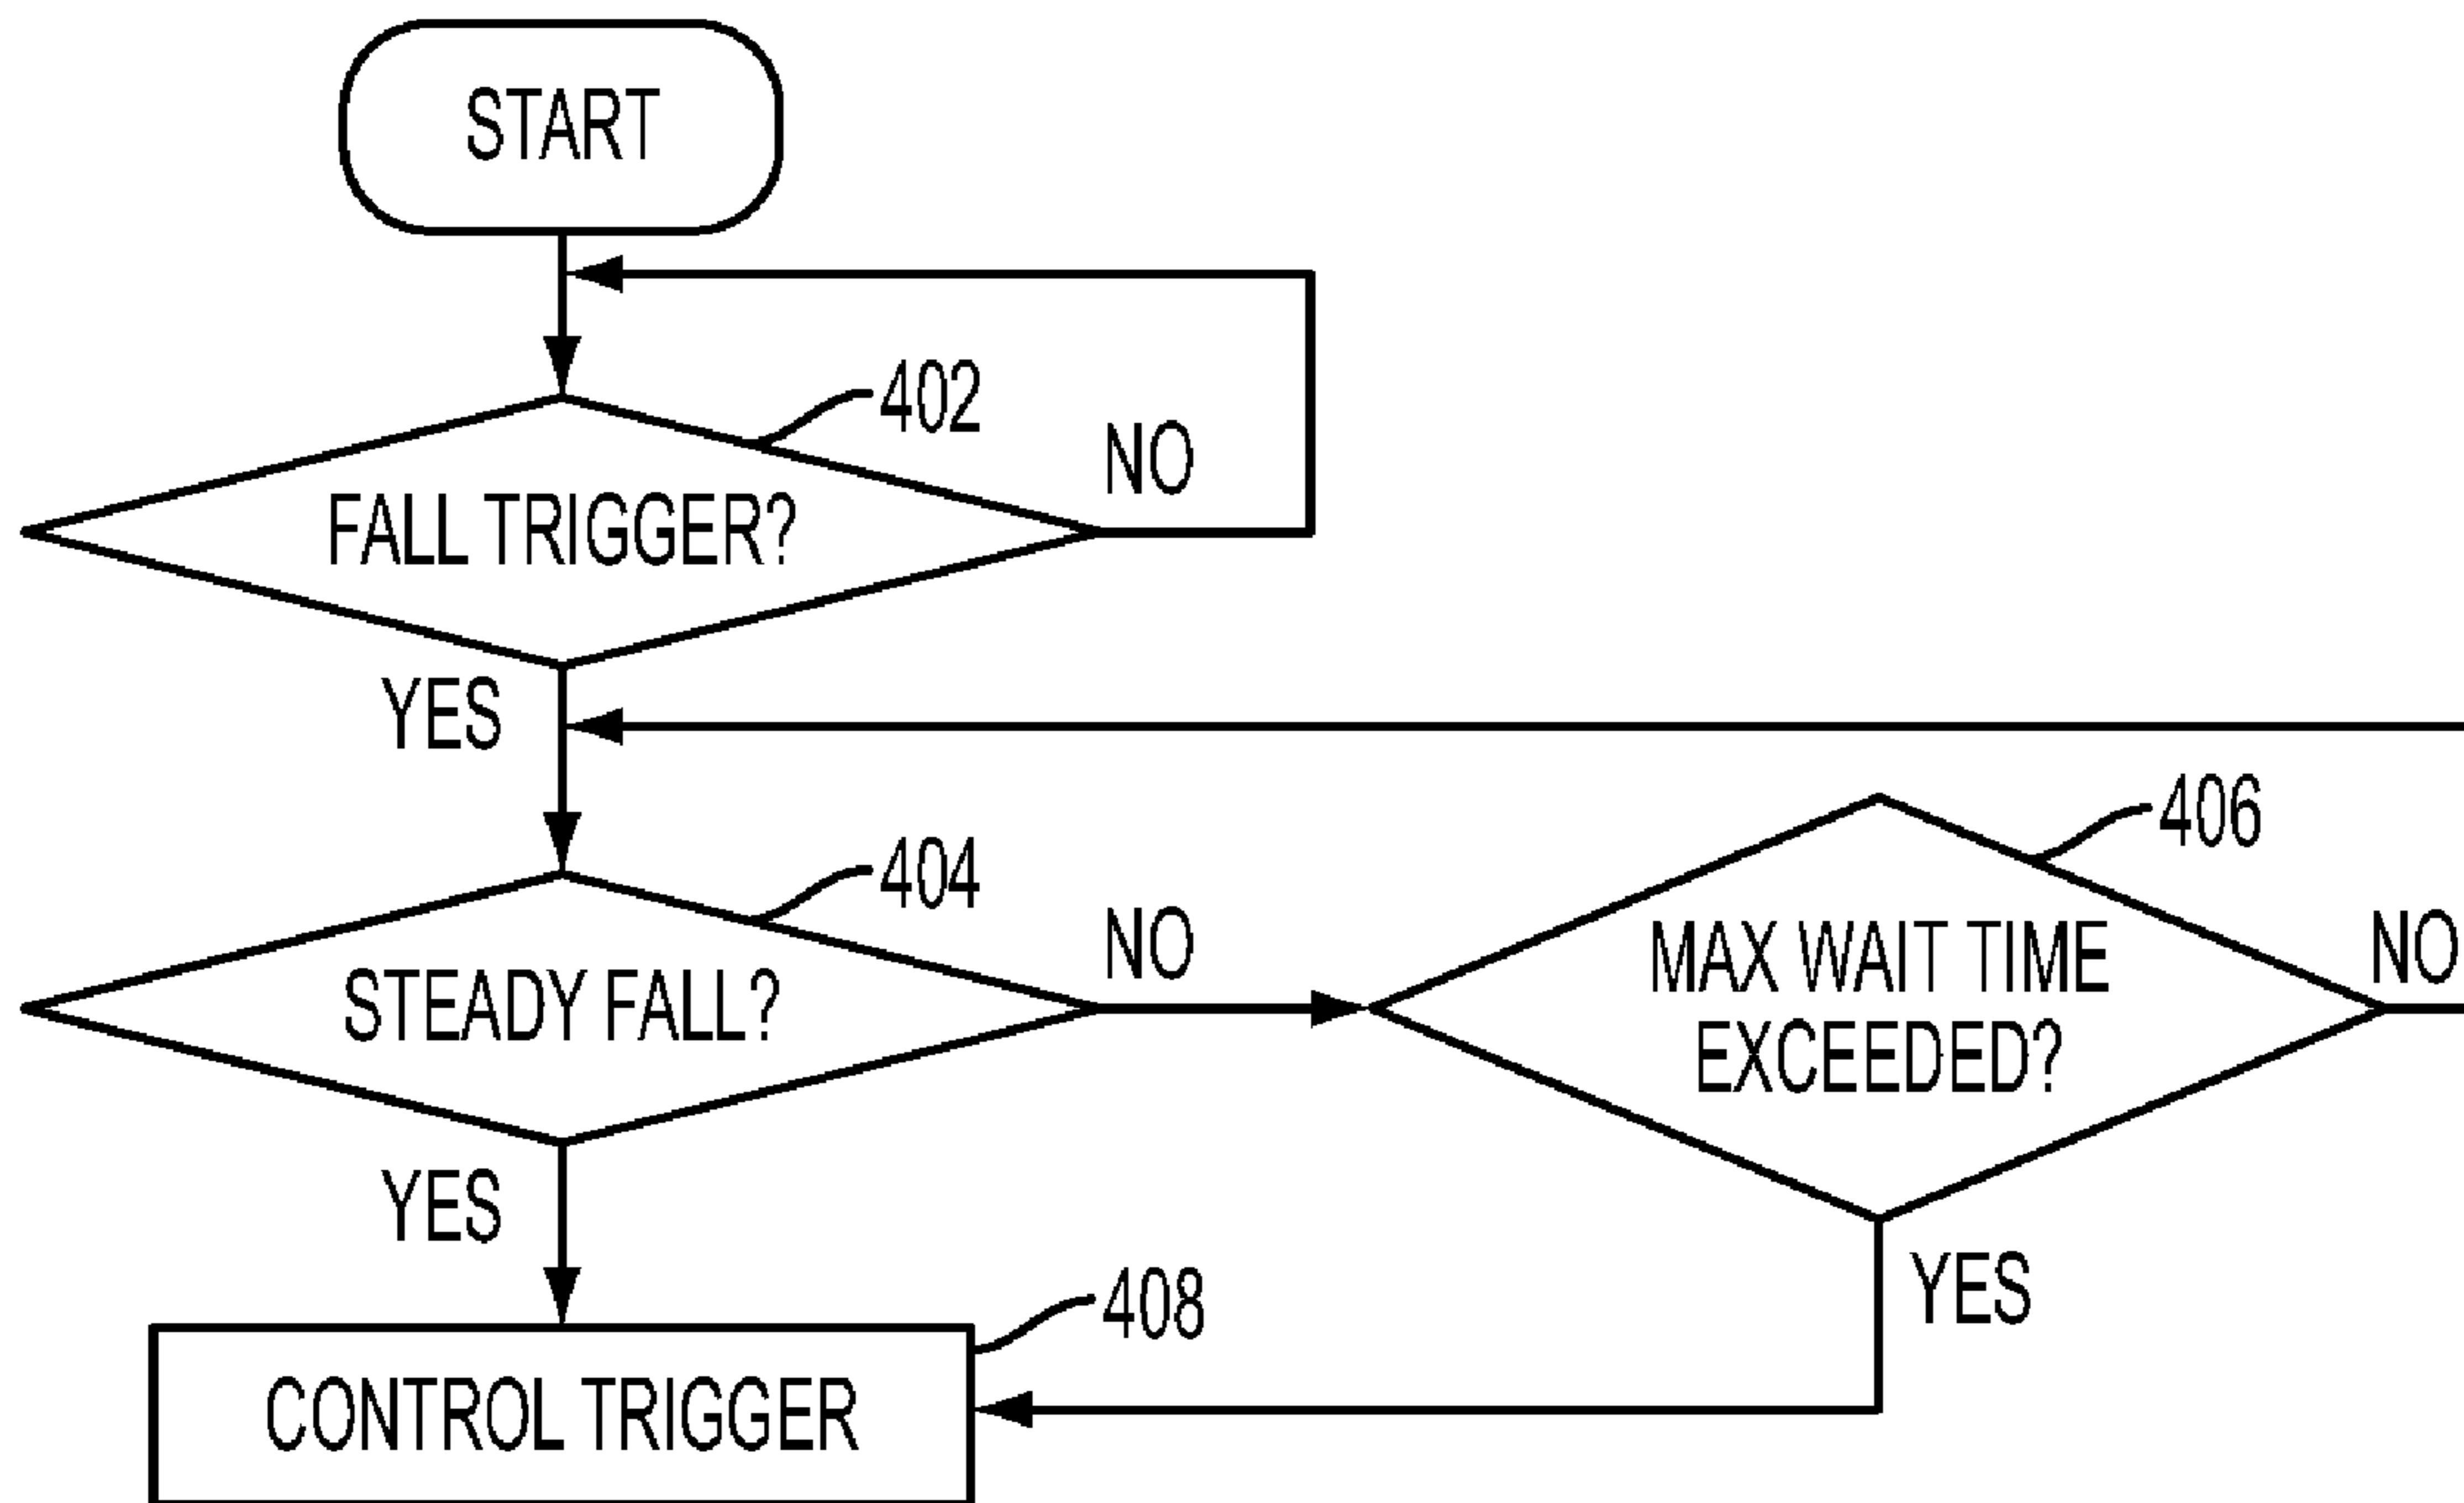 START
402
NO
FALL TRIGGER?
YES
404
NO
STEADY FALL?
406
MAX WAIT TIME
EXCEEDED?
NO
YES
YES
408
CONTROL TRIGGER